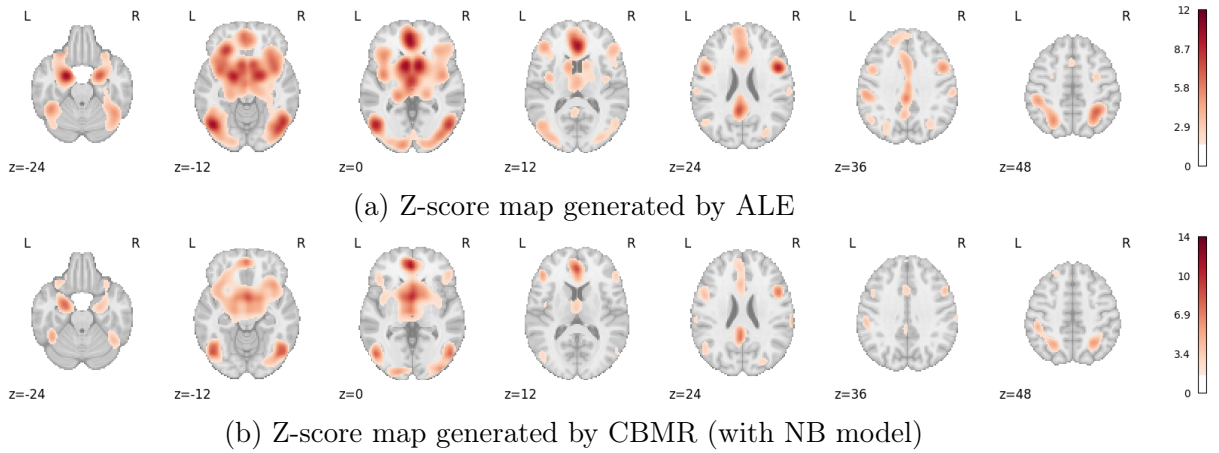 L R L R L R L R L R L R L R
12
8.7
5.8
2.9
0
z=-24 z=-12 z=0 z=12 z=24 z=36 z=48
(a) Z-score map generated by ALE
L R L R L R L R L R L R L R
14
10
6.9
3.4
0
z=-24 z=-12 z=0 z=12 z=24 z=36 z=48
(b) Z-score map generated by CBMR (with NB model)